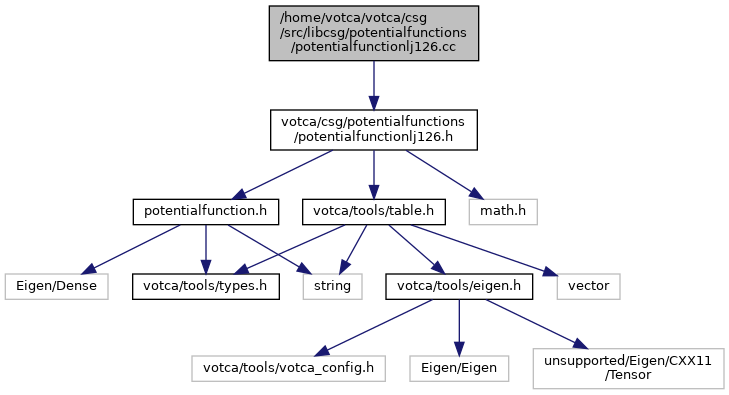 /home/votca/votca/csg
/src/libcsg/potentialfunctions
/potentialfunctionlj126.cc
votca/csg/potentialfunctions
/potentialfunctionlj126.h
potentialfunction.h
votca/tools/table.h
math.h
Eigen/Dense
votca/tools/types.h
string
votca/tools/eigen.h
vector
votca/tools/votca_config.h
Eigen/Eigen
unsupported/Eigen/CXX11
/Tensor